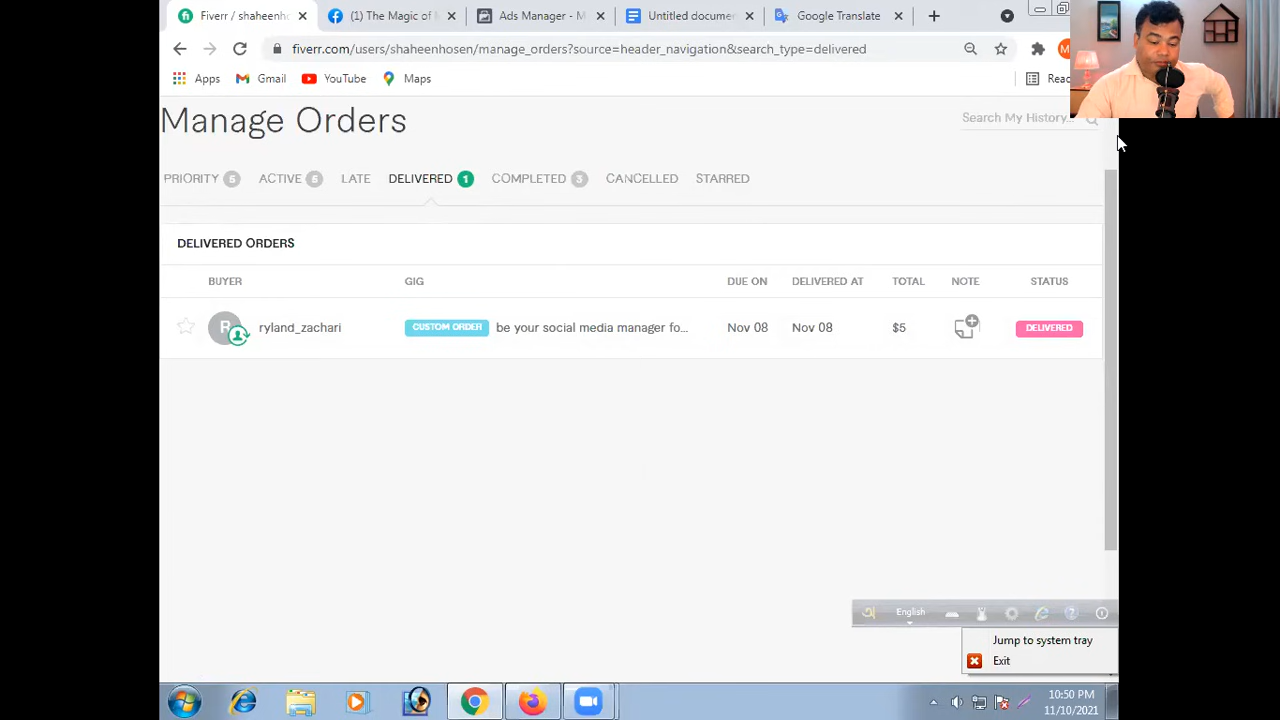 Fiverr / shaheenho
(1) The Magic of M
Ads Manager - M
Untitled documen
Google Translate
fiverr.com/users/shaheenhosen/manage_orders?source=header_navigation&search_type=delivered
M
Apps
Gmail
YouTube
Maps
Manage Orders
Search My History...
PRIORITY 5
ACTIVE 5
LATE
DELIVERED 1
COMPLETED 3
CANCELLED
STARRED
DELIVERED ORDERS
BUYER GIG DUE ON DELIVERED AT TOTAL NOTE STATUS
R ryland_zachari CUSTOM ORDER be your social media manager fo... Nov 08 Nov 08 $5 DELIVERED
English
Jump to system tray
Exit
10:50 PM
11/10/2021